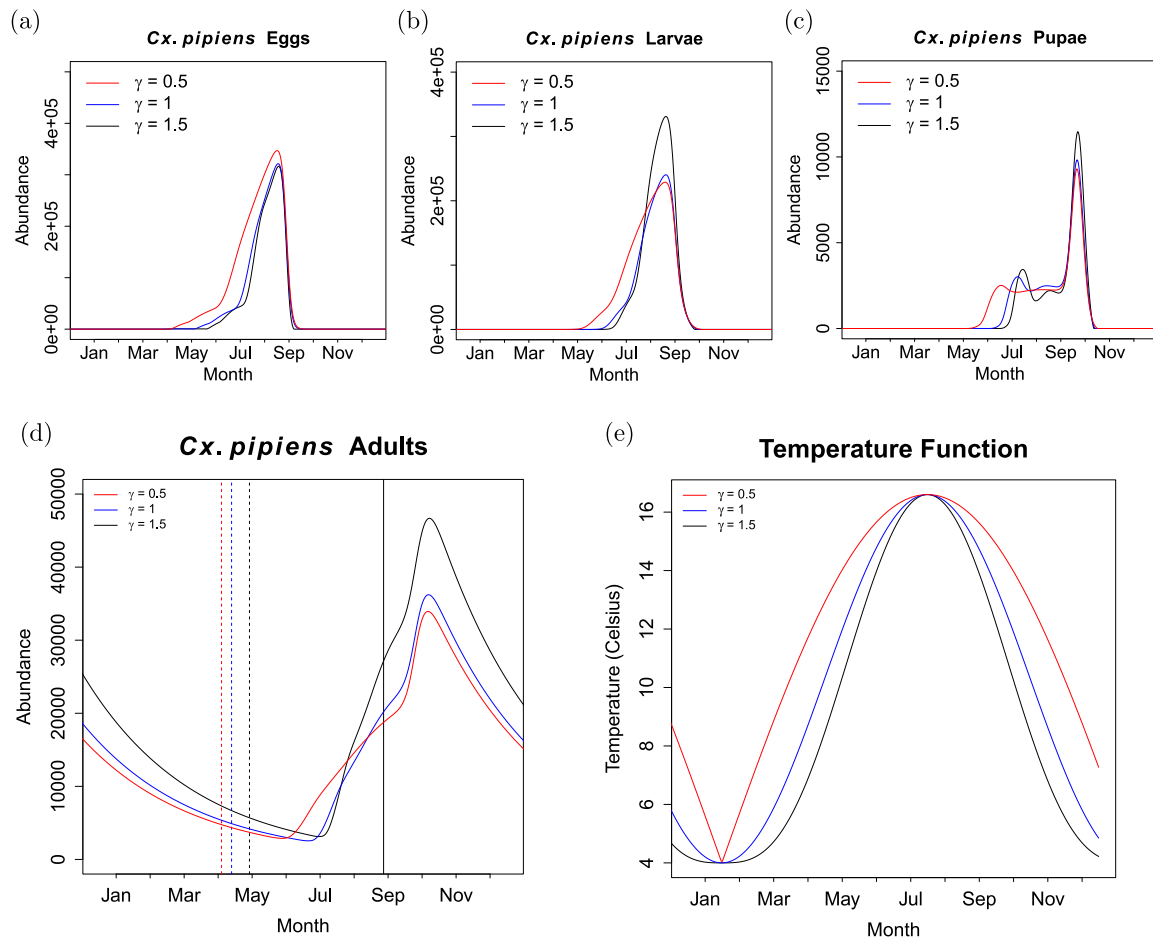 (a)
Cx. pipiens Eggs
γ = 0.5
γ = 1
γ = 1.5
Abundance
0e+00 2e+05 4e+05
Jan Mar May Jul Sep Nov
Month
(b)
Cx. pipiens Larvae
γ = 0.5
γ = 1
γ = 1.5
Abundance
0e+00 2e+05 4e+05
Jan Mar May Jul Sep Nov
Month
(c)
Cx. pipiens Pupae
γ = 0.5
γ = 1
γ = 1.5
Abundance
0 5000 10000 15000
Jan Mar May Jul Sep Nov
Month
(d)
Cx. pipiens Adults
γ = 0.5
γ = 1
γ = 1.5
Abundance
0 10000 200000 30000 40000 50000
Jan Mar May Jul Sep Nov
Month
(e)
Temperature Function
γ = 0.5
γ = 1
γ = 1.5
Temperature (Celsius)
4 6 8 10 12 14 16
Jan Mar May Jul Sep Nov
Month